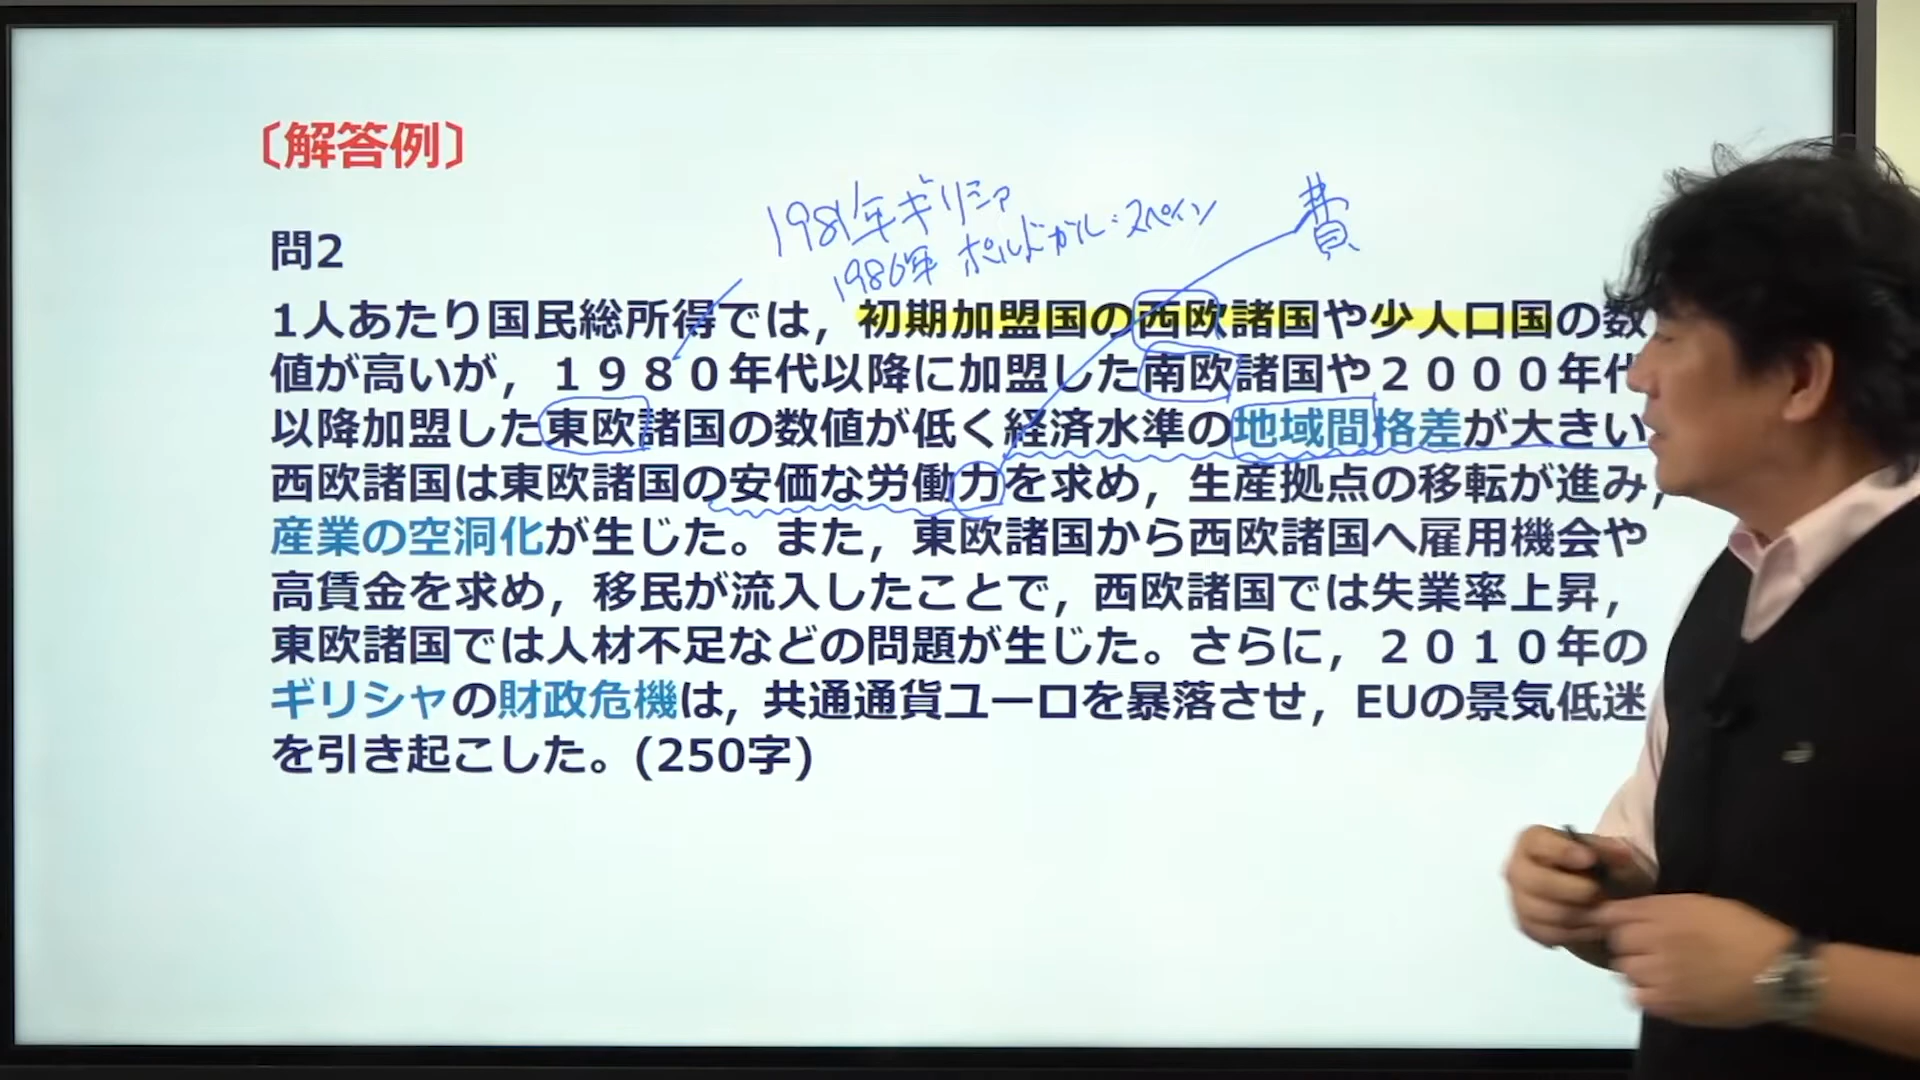 〔解答例〕
1981年ギリシア
1986年 ポルトガル・スペイン
費
問2
1人あたり国民総所得では，初期加盟国の西欧諸国や少人口国の数
値が高いが，１９８０年代以降に加盟した南欧諸国や２０００年代
以降加盟した東欧諸国の数値が低く経済水準の地域間格差が大きい
西欧諸国は東欧諸国の安価な労働力を求め，生産拠点の移転が進み，
産業の空洞化が生じた。また，東欧諸国から西欧諸国へ雇用機会や
高賃金を求め，移民が流入したことで，西欧諸国では失業率上昇，
東欧諸国では人材不足などの問題が生じた。さらに，２０１０年の
ギリシャの財政危機は，共通通貨ユーロを暴落させ，EUの景気低迷
を引き起こした。(250字)